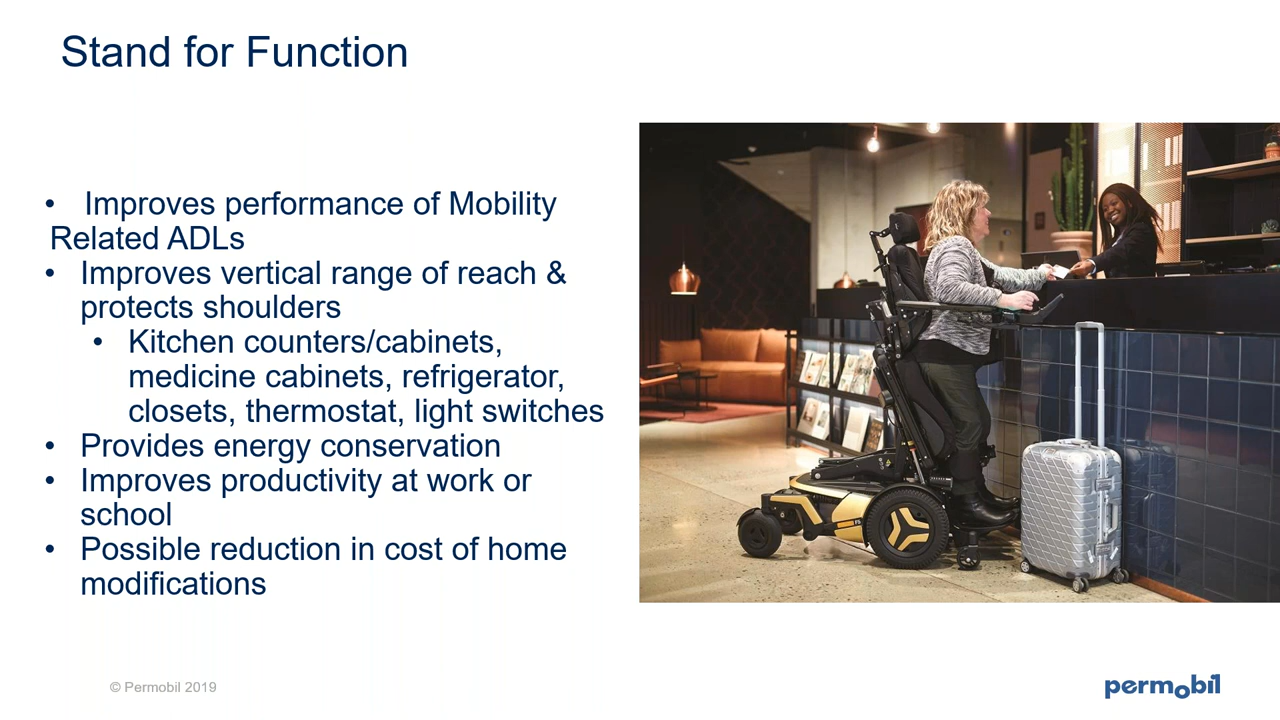 Stand for Function
• Improves performance of Mobility
Related ADLs
• Improves vertical range of reach &
protects shoulders
• Kitchen counters/cabinets,
medicine cabinets, refrigerator,
closets, thermostat, light switches
• Provides energy conservation
• Improves productivity at work or
school
• Possible reduction in cost of home
modifications
© Permobil 2019
permobil